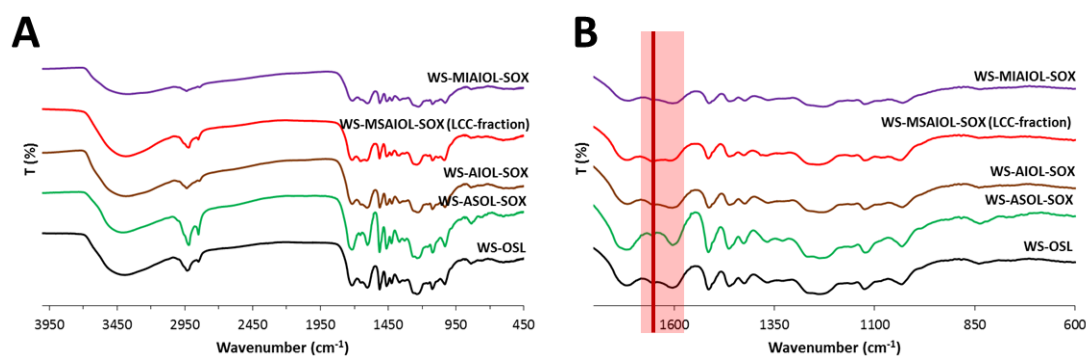 A
WS-MIAIOL-SOX
WS-MSAIOL-SOX (LCC-fraction)
WS-AIOL-SOX
WS-ASOL-SOX
WS-OSL
T (%)
3950 3450 2950 1950 1450 950 450
Wavenumber (cm-1)
B
WS-MIAIOL-SOX
WS-MSAIOL-SOX (LCC-fraction)
WS-AIOL-SOX
WS-ASOL-SOX
WS-OSL
T (%)
1600 1350 1100 850 600
Wavenumber (cm-1)